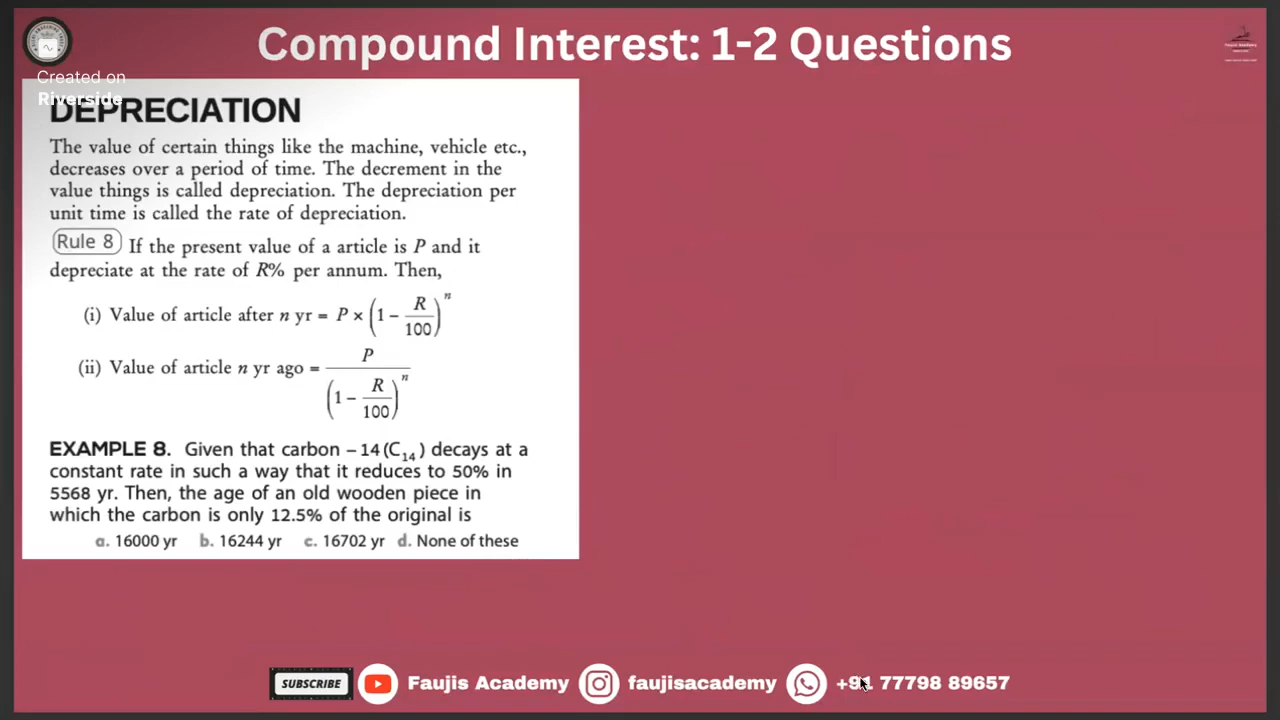 Compound Interest: 1-2 Questions
Created on
Riverside
DEPRECIATION
The value of certain things like the machine, vehicle etc.,
decreases over a period of time. The decrement in the
value things is called depreciation. The depreciation per
unit time is called the rate of depreciation.
Rule 8 If the present value of a article is P and it
depreciate at the rate of R% per annum. Then,
(i) Value of article after n yr = P × (1 − R/100)^n
(ii) Value of article n yr ago = P / (1 − R/100)^n
EXAMPLE 8. Given that carbon – 14 (C₁₄) decays at a
constant rate in such a way that it reduces to 50% in
5568 yr. Then, the age of an old wooden piece in
which the carbon is only 12.5% of the original is
a. 16000 yr b. 16244 yr c. 16702 yr d. None of these
SUBSCRIBE Faujis Academy faujisacademy +91 77798 89657